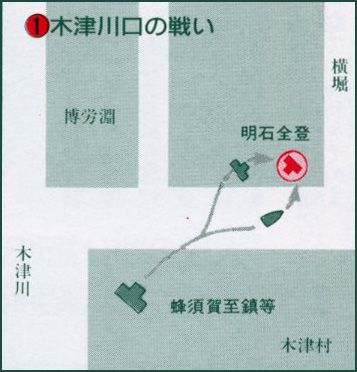 ①木津川口の戦い
横堀
博労淵
明石全登
木津川
蜂須賀至鎮等
木津村